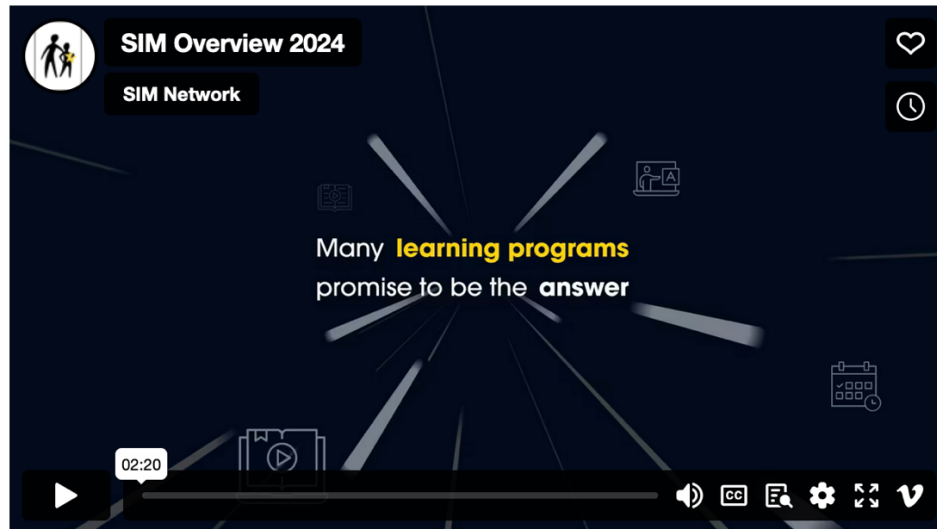 SIM Overview 2024
SIM Network
A
Many learning programs
promise to be the answer
02:20
CC